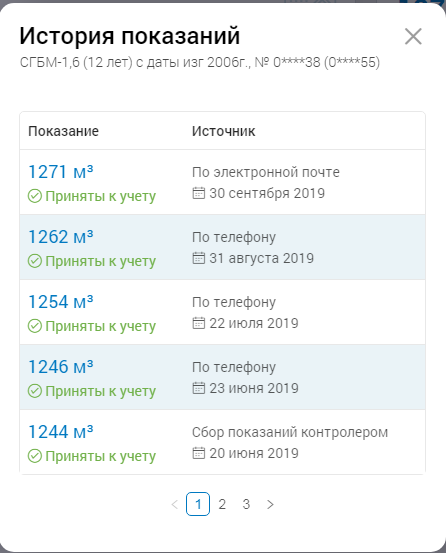 История показаний
СГБМ-1,6 (12 лет) с даты изг 2006г., № 0****38 (0****55)
Показание Источник
1271 м³ По электронной почте
Приняты к учету 30 сентября 2019
1262 м³ По телефону
Приняты к учету 31 августа 2019
1254 м³ По телефону
Приняты к учету 22 июля 2019
1246 м³ По телефону
Приняты к учету 23 июня 2019
1244 м³ Сбор показаний контролером
Приняты к учету 20 июня 2019
< 1 2 3 >